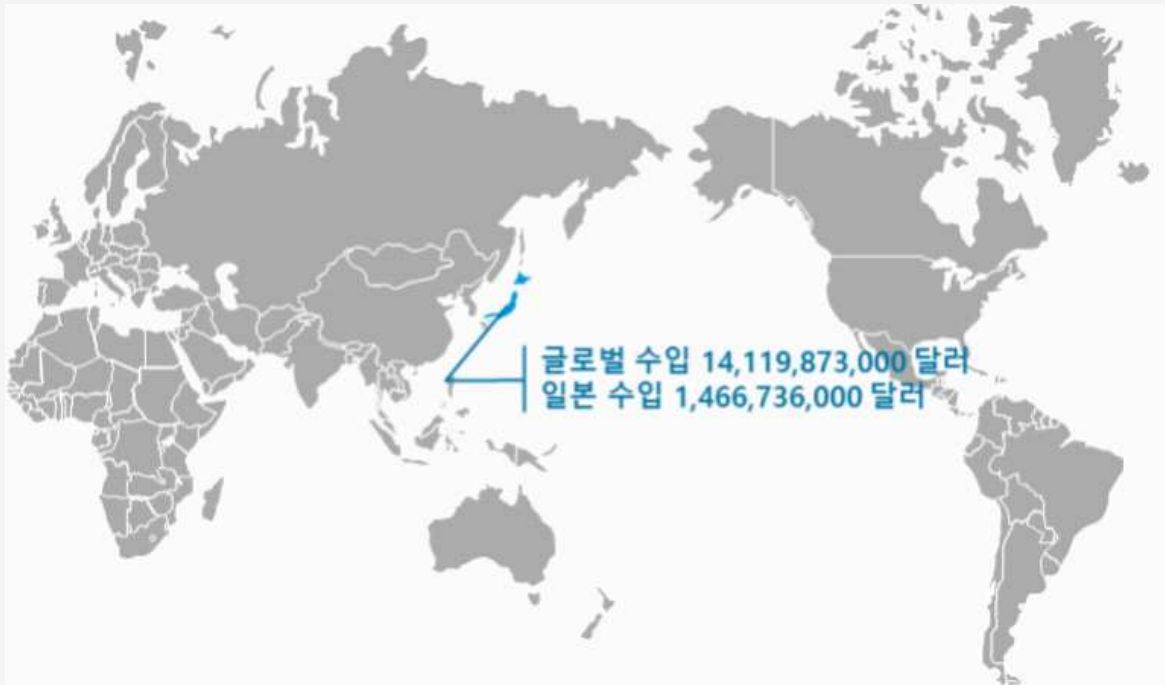 글로벌 수입 14,119,873,000 달러
일본 수입 1,466,736,000 달러